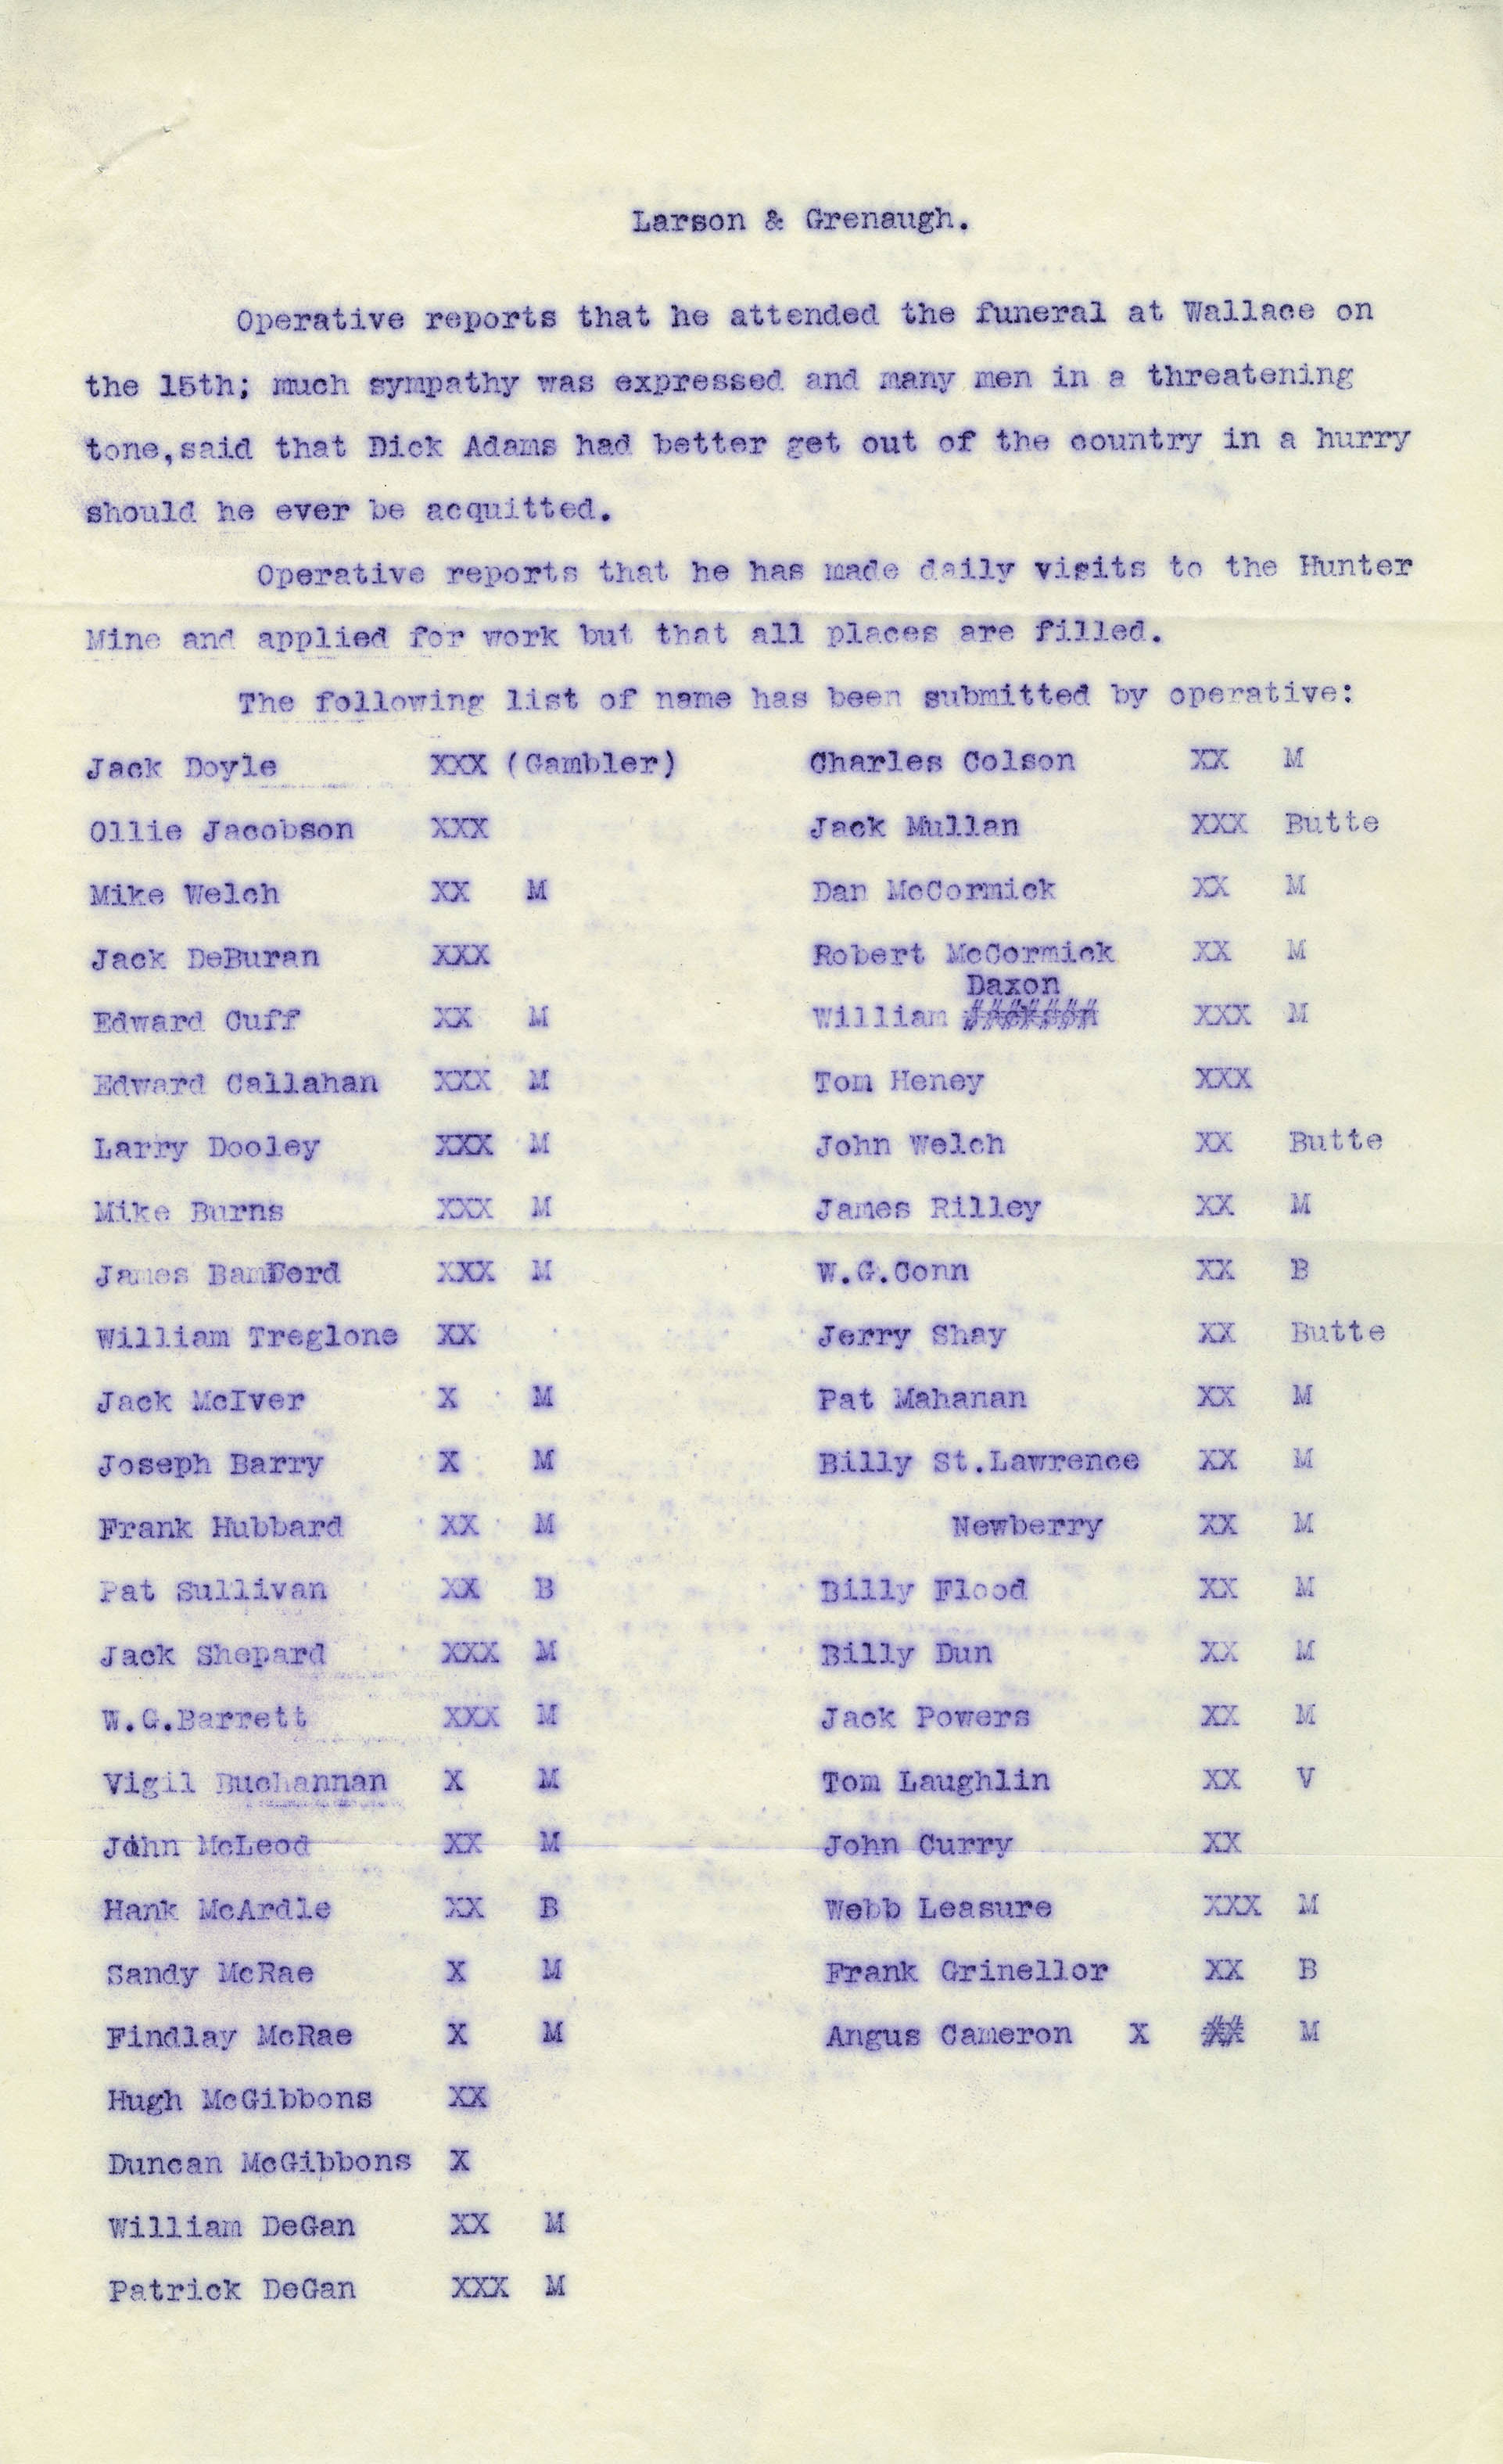 Larson & Grenaugh.
Operative reports that he attended the funeral at Wallace on
the 15th; much sympathy was expressed and many men in a threatening
tone,said that Dick Adams had better get out of the country in a hurry
should he ever be acquitted.
Operative reports that he has made daily visits to the Hunter
Mine and applied for work but that all places are filled.
The following list of name has been submitted by operative:
Jack Doyle XXX (Gambler) Charles Colson XX M
Ollie Jacobson XXX Jack Mullan XXX Butte
Mike Welch XX M Dan McCormick XX M
Jack DeBuran XXX Robert McCormick XX M
Daxon
Edward Cuff XX M William XXX M
Edward Callahan XXX M Tom Heney XXX
Larry Dooley XXX M John Welch XX Butte
Mike Burns XXX M James Rilley XX M
James Bamford XXX M W.G.Conn XX B
William Treglone XX Jerry Shay XX Butte
Jack McIver X M Pat Mahanan XX M
Joseph Barry X M Billy St.Lawrence XX M
Frank Hubbard XX M Newberry XX M
Pat Sullivan XX B Billy Flood XX M
Jack Shepard XXX M Billy Dun XX M
W.G.Barrett XXX M Jack Powers XX M
Vigil Buchannan X M Tom Laughlin XX V
John McLeod XX M John Curry XX
Hank McArdle XX B Webb Leasure XXX M
Sandy McRae X M Frank Grinellor XX B
Findlay McRae X M Angus Cameron X M
Hugh McGibbons XX
Duncan McGibbons X
William DeGan XX M
Patrick DeGan XXX M